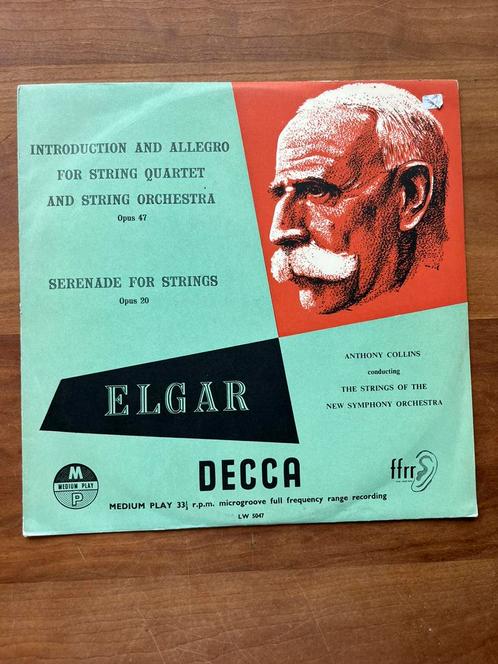 INTRODUCTION AND ALLEGRO
FOR STRING QUARTET
AND STRING ORCHESTRA
Opus 47
SERENADE FOR STRINGS
Opus 20
ELGAR
ANTHONY COLLINS
conducting
THE STRINGS OF THE
NEW SYMPHONY ORCHESTRA
M
MEDIUM PLAY
P
DECCA
ffrr
MEDIUM PLAY 33⅓ r.p.m. microgroove full frequency range recording
LW 5047